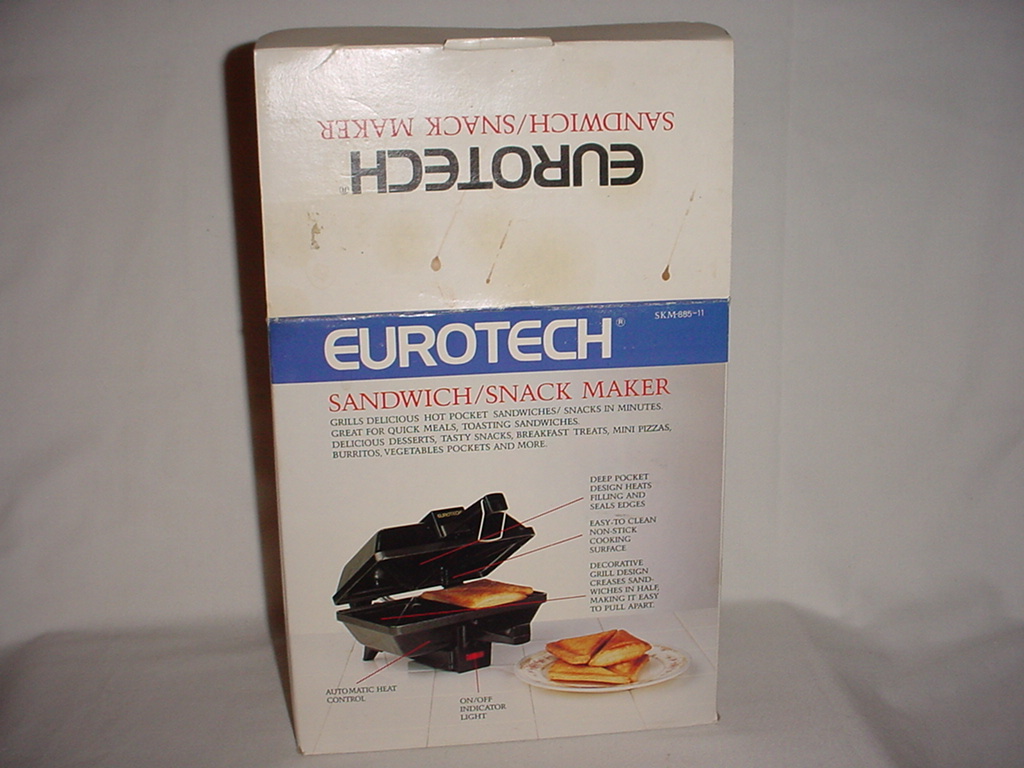 SANDWICH/SNACK MAKER
EUROTECH®
EUROTECH®
SKM-885-11
SANDWICH/SNACK MAKER
GRILLS DELICIOUS HOT POCKET SANDWICHES/ SNACKS IN MINUTES.
GREAT FOR QUICK MEALS, TOASTING SANDWICHES.
DELICIOUS DESSERTS, TASTY SNACKS, BREAKFAST TREATS, MINI PIZZAS,
BURRITOS, VEGETABLES POCKETS AND MORE.
DEEP POCKET
DESIGN HEATS
FILLING AND
SEALS EDGES
EUROTECH
EASY-TO CLEAN
NON-STICK
COOKING
SURFACE
DECORATIVE
GRILL DESIGN
CREASES SAND-
WICHES IN HALF,
MAKING IT EASY
TO PULL APART.
AUTOMATIC HEAT
CONTROL
ON/OFF
INDICATOR
LIGHT